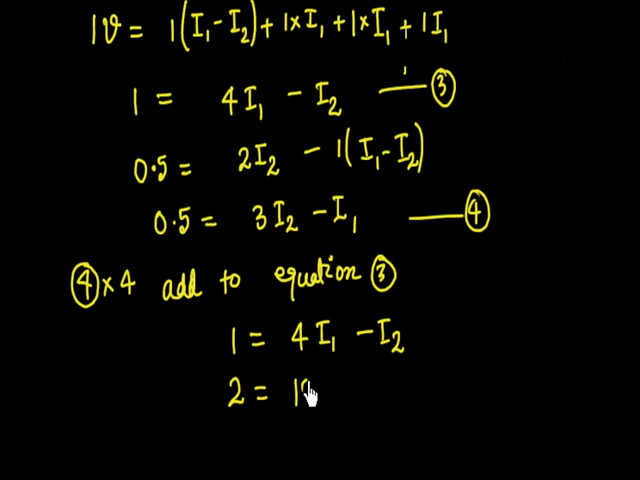 1V = 1(I₁-I₂)+1×I₁+1×I₁+1I₁
1 = 4I₁ - I₂ —— ③
0.5 = 2I₂ - 1(I₁-I₂)
0.5 = 3I₂ - I₁ —— ④
④×4 add to equation ③
1 = 4I₁ - I₂
2 = 1